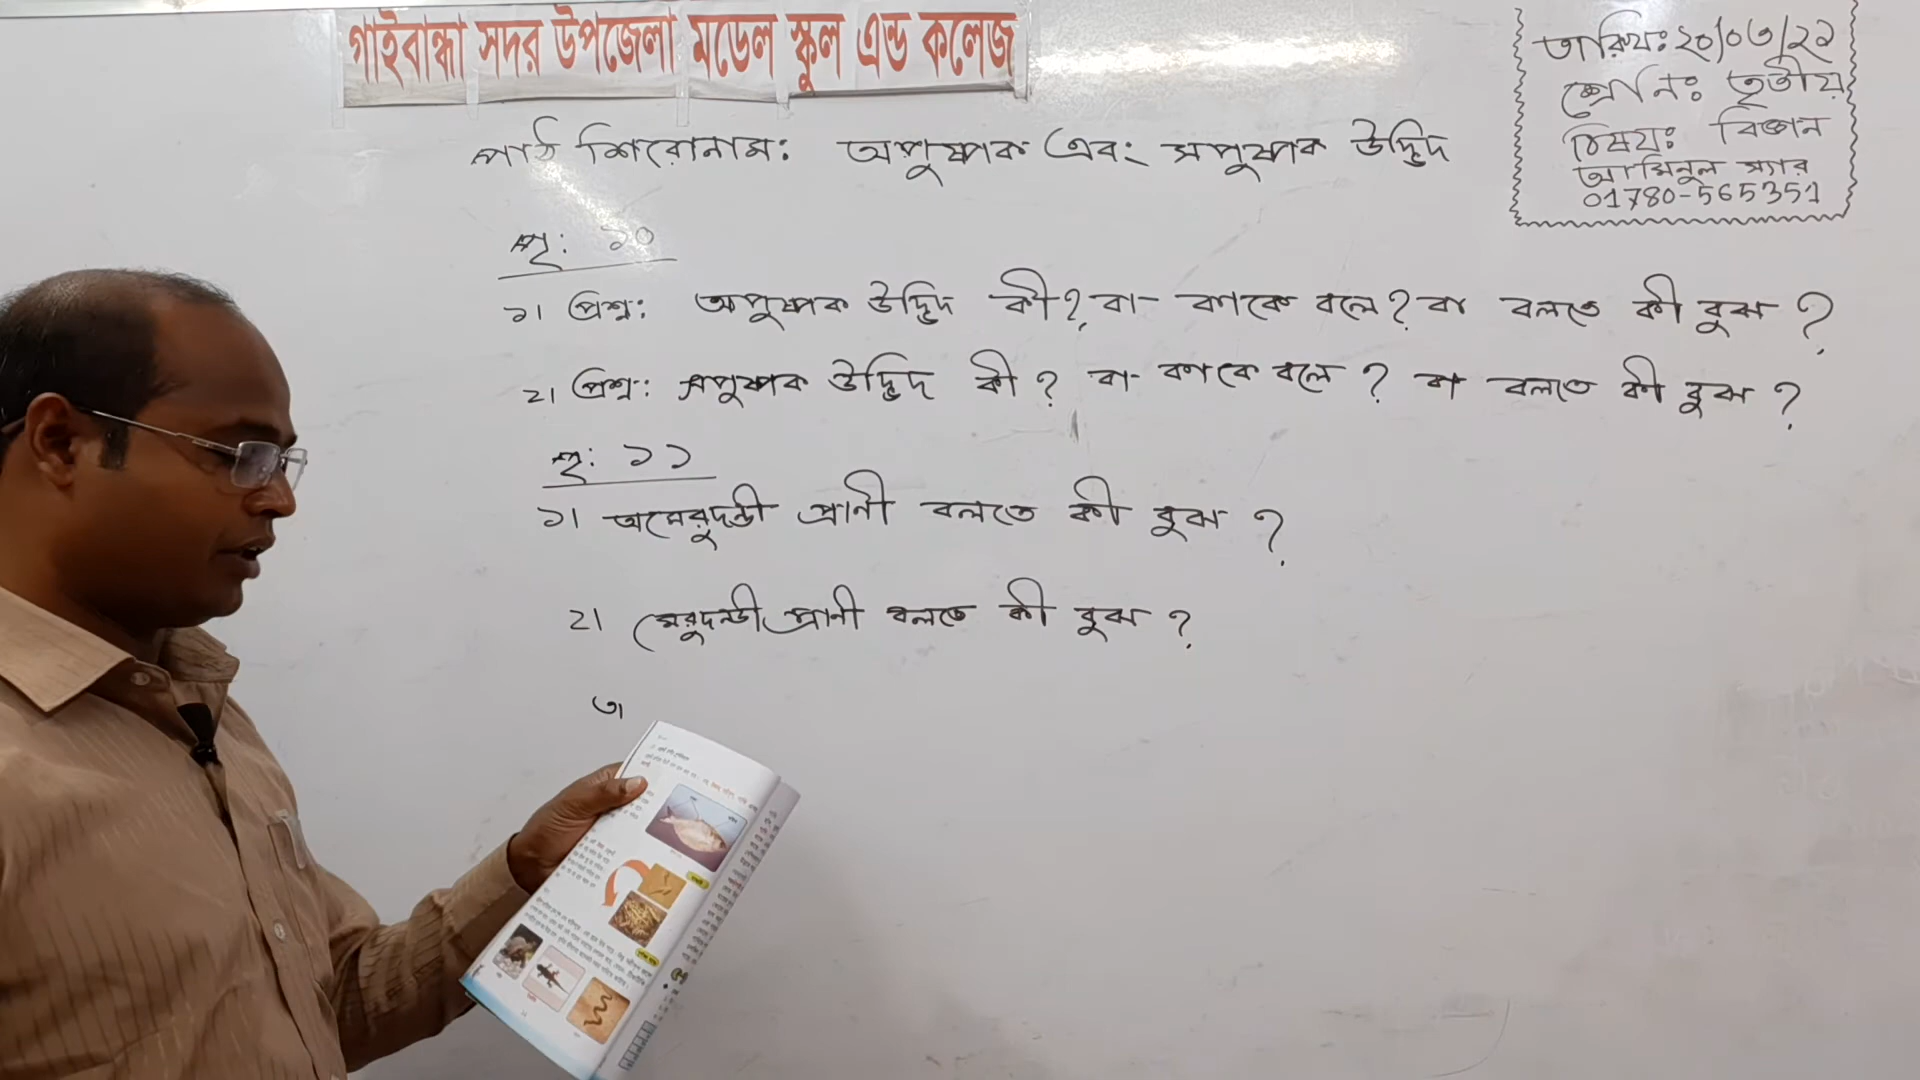 গাইবান্ধা সদর উপজেলা মডেল স্কুল এন্ড কলেজ
তারিখঃ ২০/০৩/২১
শ্রেণিঃ তৃতীয়
বিষয়ঃ বিজ্ঞান
আমিনুল স্যার
01780-565351
পাঠ শিরোনামঃ অপুষ্পক এবং সপুষ্পক উদ্ভিদ
পৃ: ১০
১। প্রশ্ন: অপুষ্পক উদ্ভিদ কী? বা কাকে বলে? বা বলতে কী বুঝ ?
২। প্রশ্ন: সপুষ্পক উদ্ভিদ কী ? বা কাকে বলে ? বা বলতে কী বুঝ ?
পৃ: ১১
১। অমেরুদন্ডী প্রাণী বলতে কী বুঝ ?
২। মেরুদন্ডী প্রাণী বলতে কী বুঝ ?
৩।